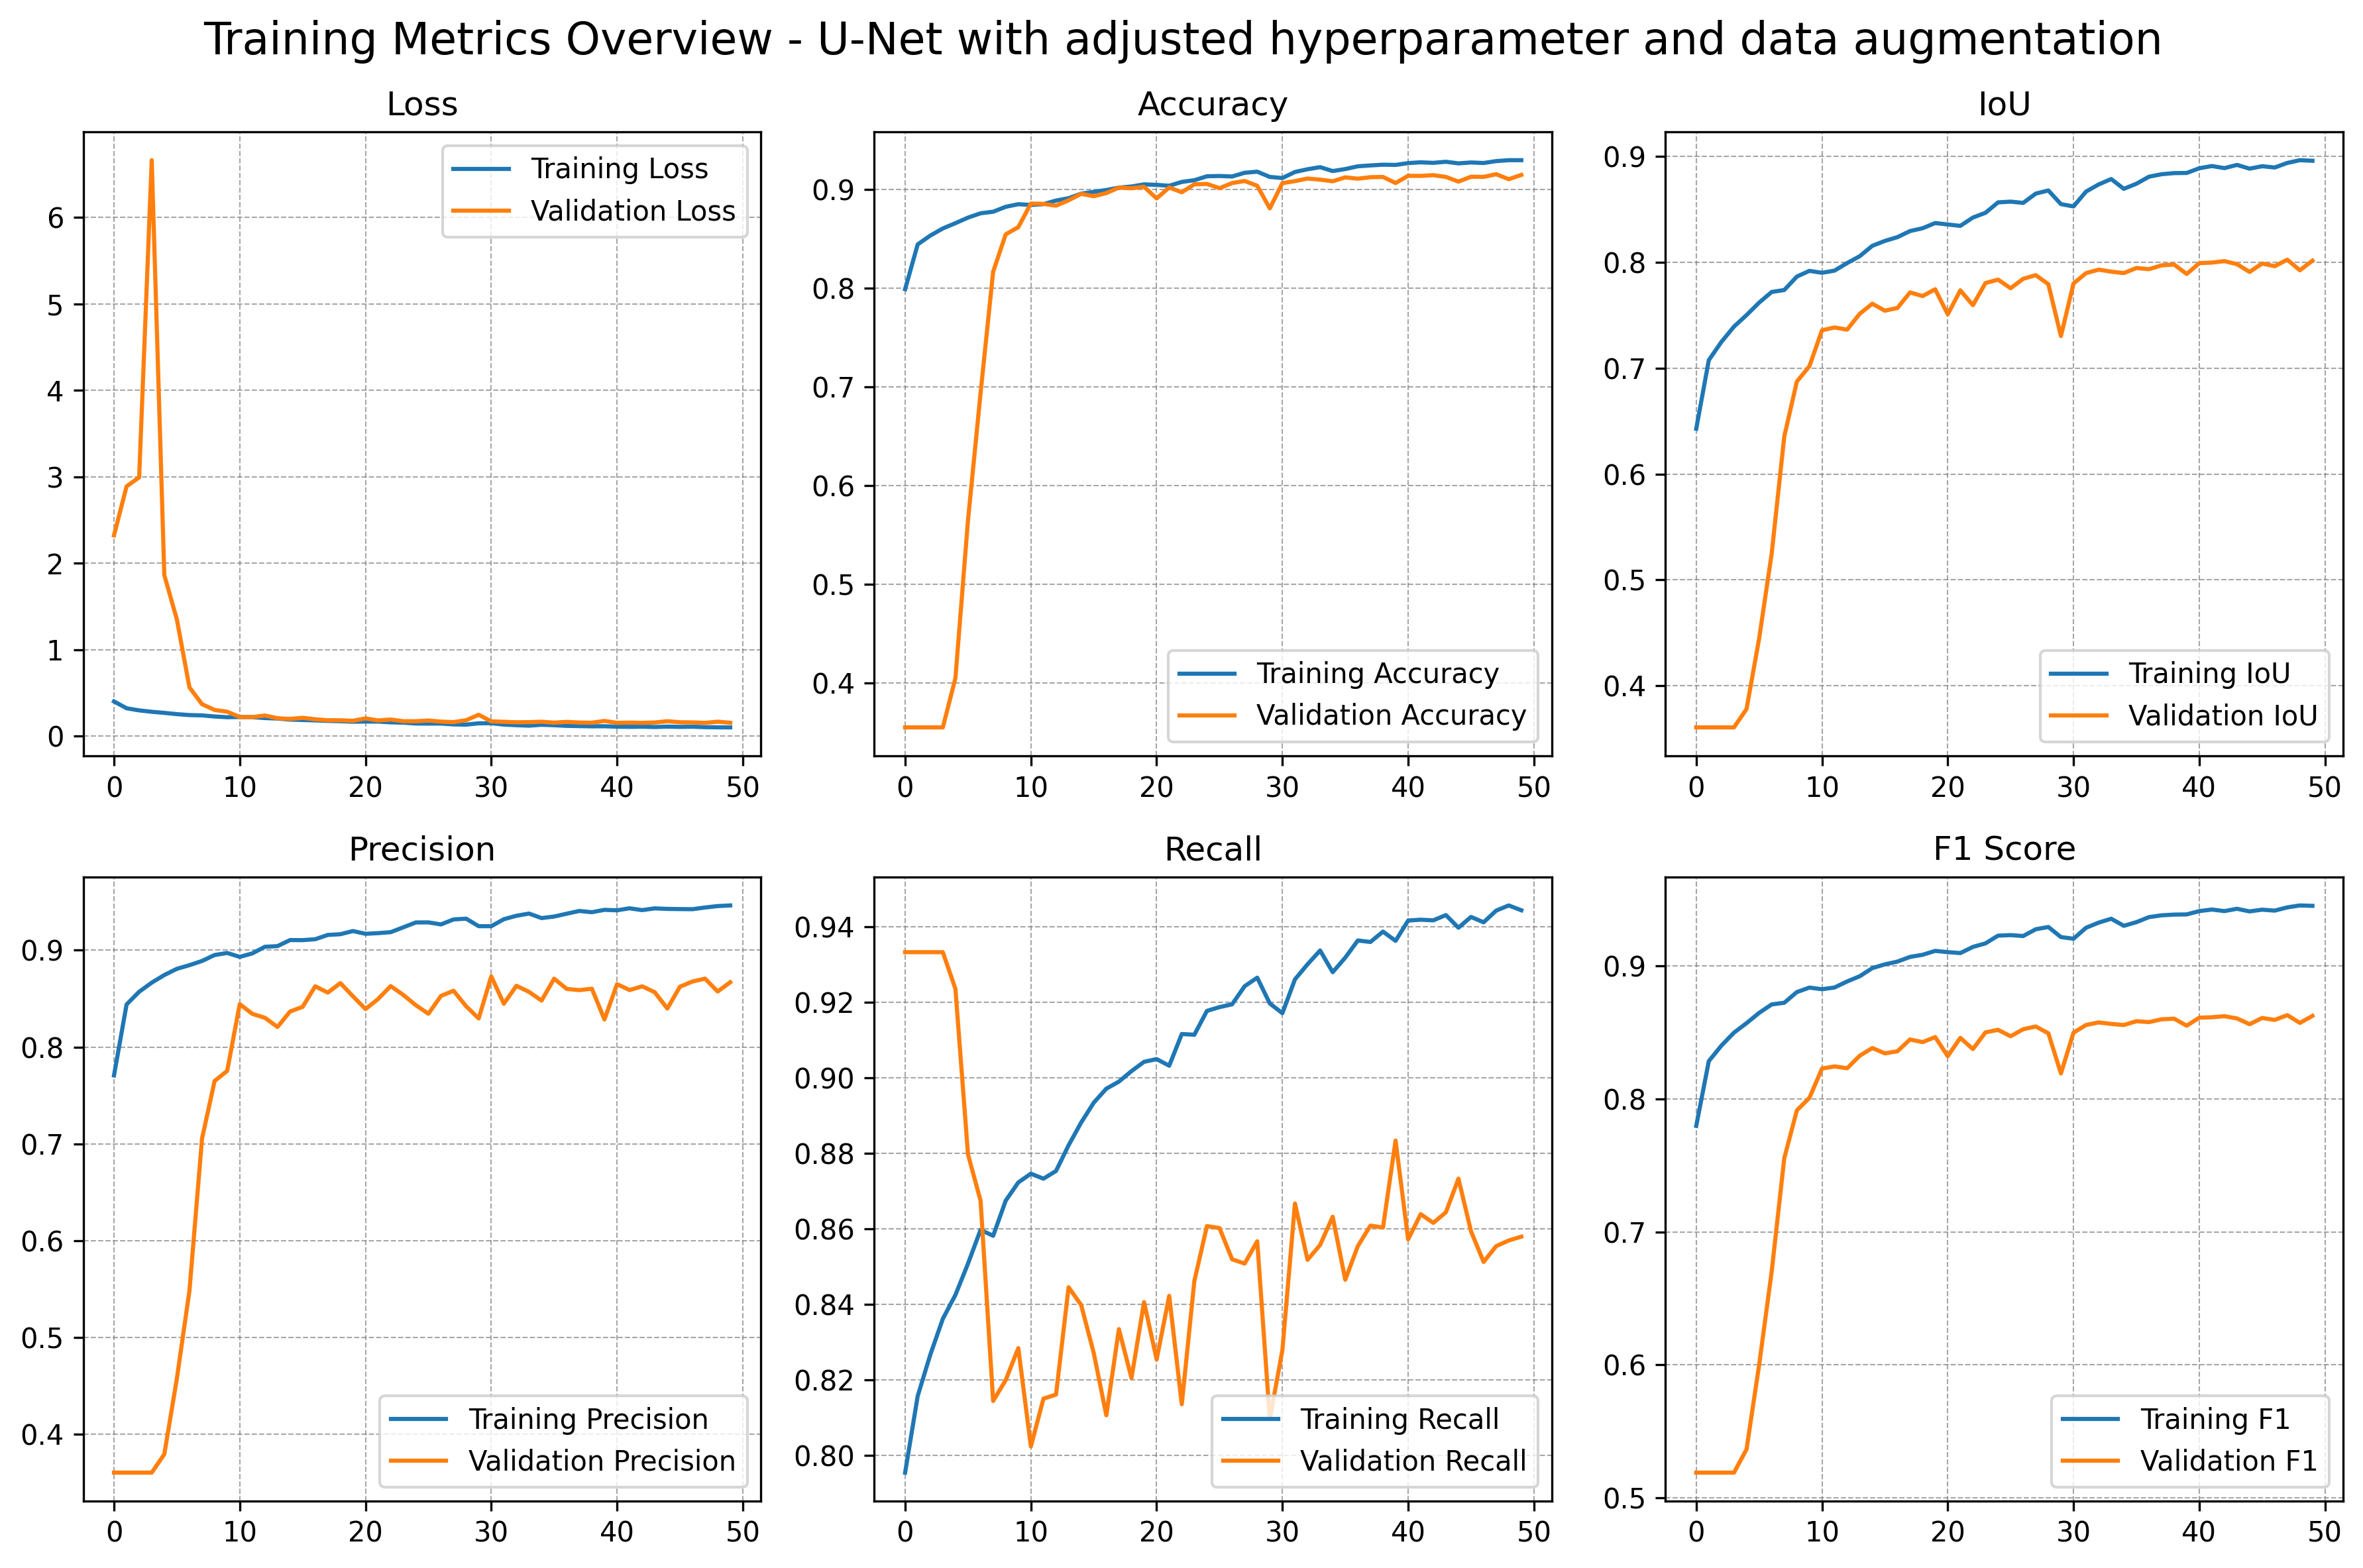 Training Metrics Overview - U-Net with adjusted hyperparameter and data augmentation
Loss
Training Loss
Validation Loss
6
5
4
3
2
1
0
0 10 20 30 40 50
Accuracy
0.9
0.8
0.7
0.6
0.5
0.4
Training Accuracy
Validation Accuracy
0 10 20 30 40 50
IoU
0.9
0.8
0.7
0.6
0.5
0.4
Training IoU
Validation IoU
0 10 20 30 40 50
Precision
0.9
0.8
0.7
0.6
0.5
0.4
Training Precision
Validation Precision
0 10 20 30 40 50
Recall
0.94
0.92
0.90
0.88
0.86
0.84
0.82
0.80
Training Recall
Validation Recall
0 10 20 30 40 50
F1 Score
0.9
0.8
0.7
0.6
0.5
Training F1
Validation F1
0 10 20 30 40 50